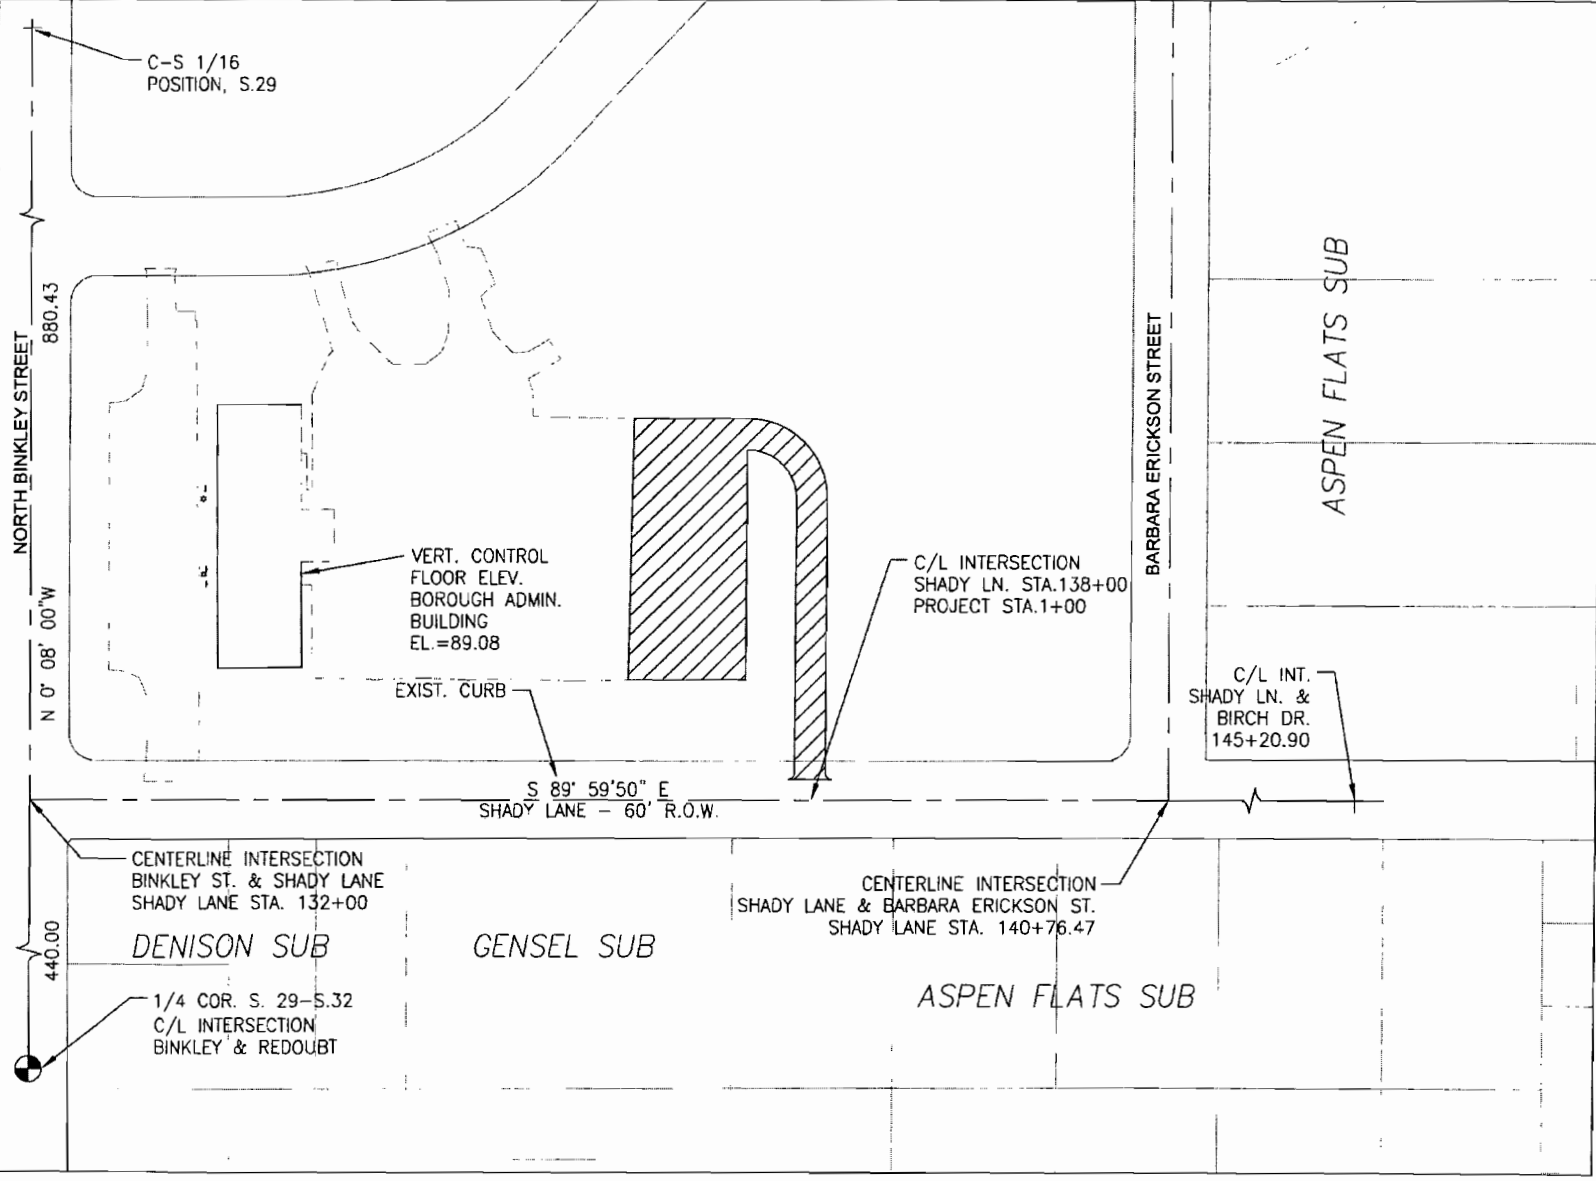 C-S 1/16
POSITION, S.29
NORTH BINKLEY STREET
880.43
N 0° 08' 00"W
440.00
VERT. CONTROL
FLOOR ELEV.
BOROUGH ADMIN.
BUILDING
EL.=89.08
EXIST. CURB
C/L INTERSECTION
SHADY LN. STA.138+00
PROJECT STA.1+00
BARBARA ERICKSON STREET
ASPEN FLATS SUB
C/L INT.
SHADY LN. &
BIRCH DR.
145+20.90
S 89° 59'50" E
SHADY LANE - 60' R.O.W.
CENTERLINE INTERSECTION
BINKLEY ST. & SHADY LANE
SHADY LANE STA. 132+00
CENTERLINE INTERSECTION
SHADY LANE & BARBARA ERICKSON ST.
SHADY LANE STA. 140+76.47
DENISON SUB
GENSEL SUB
ASPEN FLATS SUB
1/4 COR. S. 29-S.32
C/L INTERSECTION
BINKLEY & REDOUBT